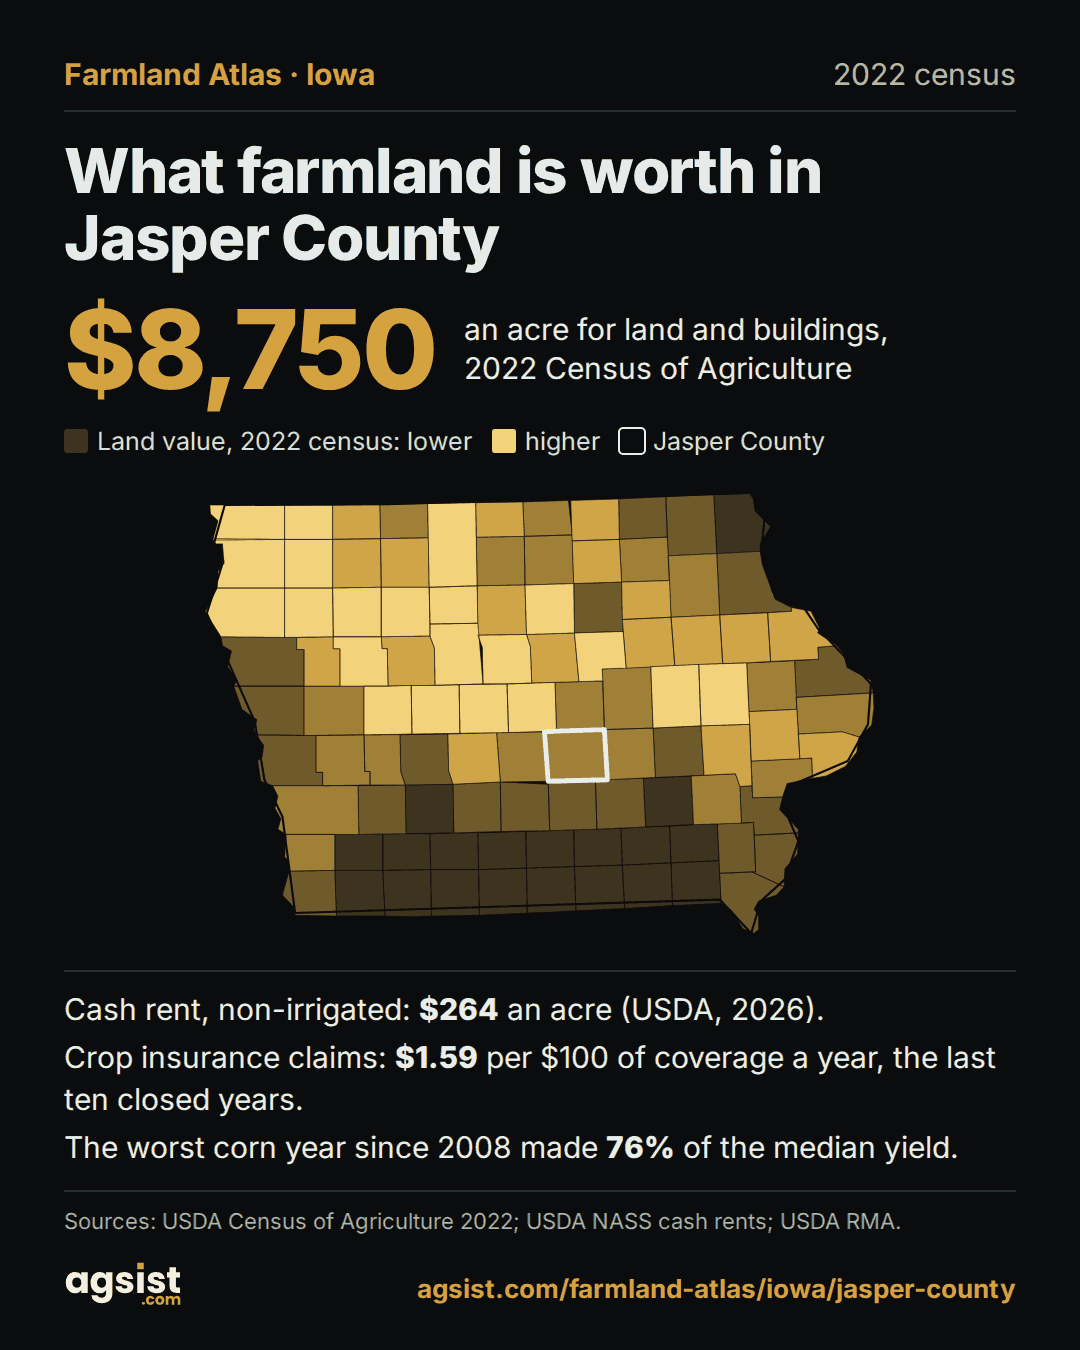 Farmland Atlas · Iowa
2022 census
What farmland is worth in
Jasper County
$8,750
an acre for land and buildings,
2022 Census of Agriculture
Land value, 2022 census: lower
higher
Jasper County
Cash rent, non-irrigated: $264 an acre (USDA, 2026).
Crop insurance claims: $1.59 per $100 of coverage a year, the last
ten closed years.
The worst corn year since 2008 made 76% of the median yield.
Sources: USDA Census of Agriculture 2022; USDA NASS cash rents; USDA RMA.
agsist
.com
agsist.com/farmland-atlas/iowa/jasper-county